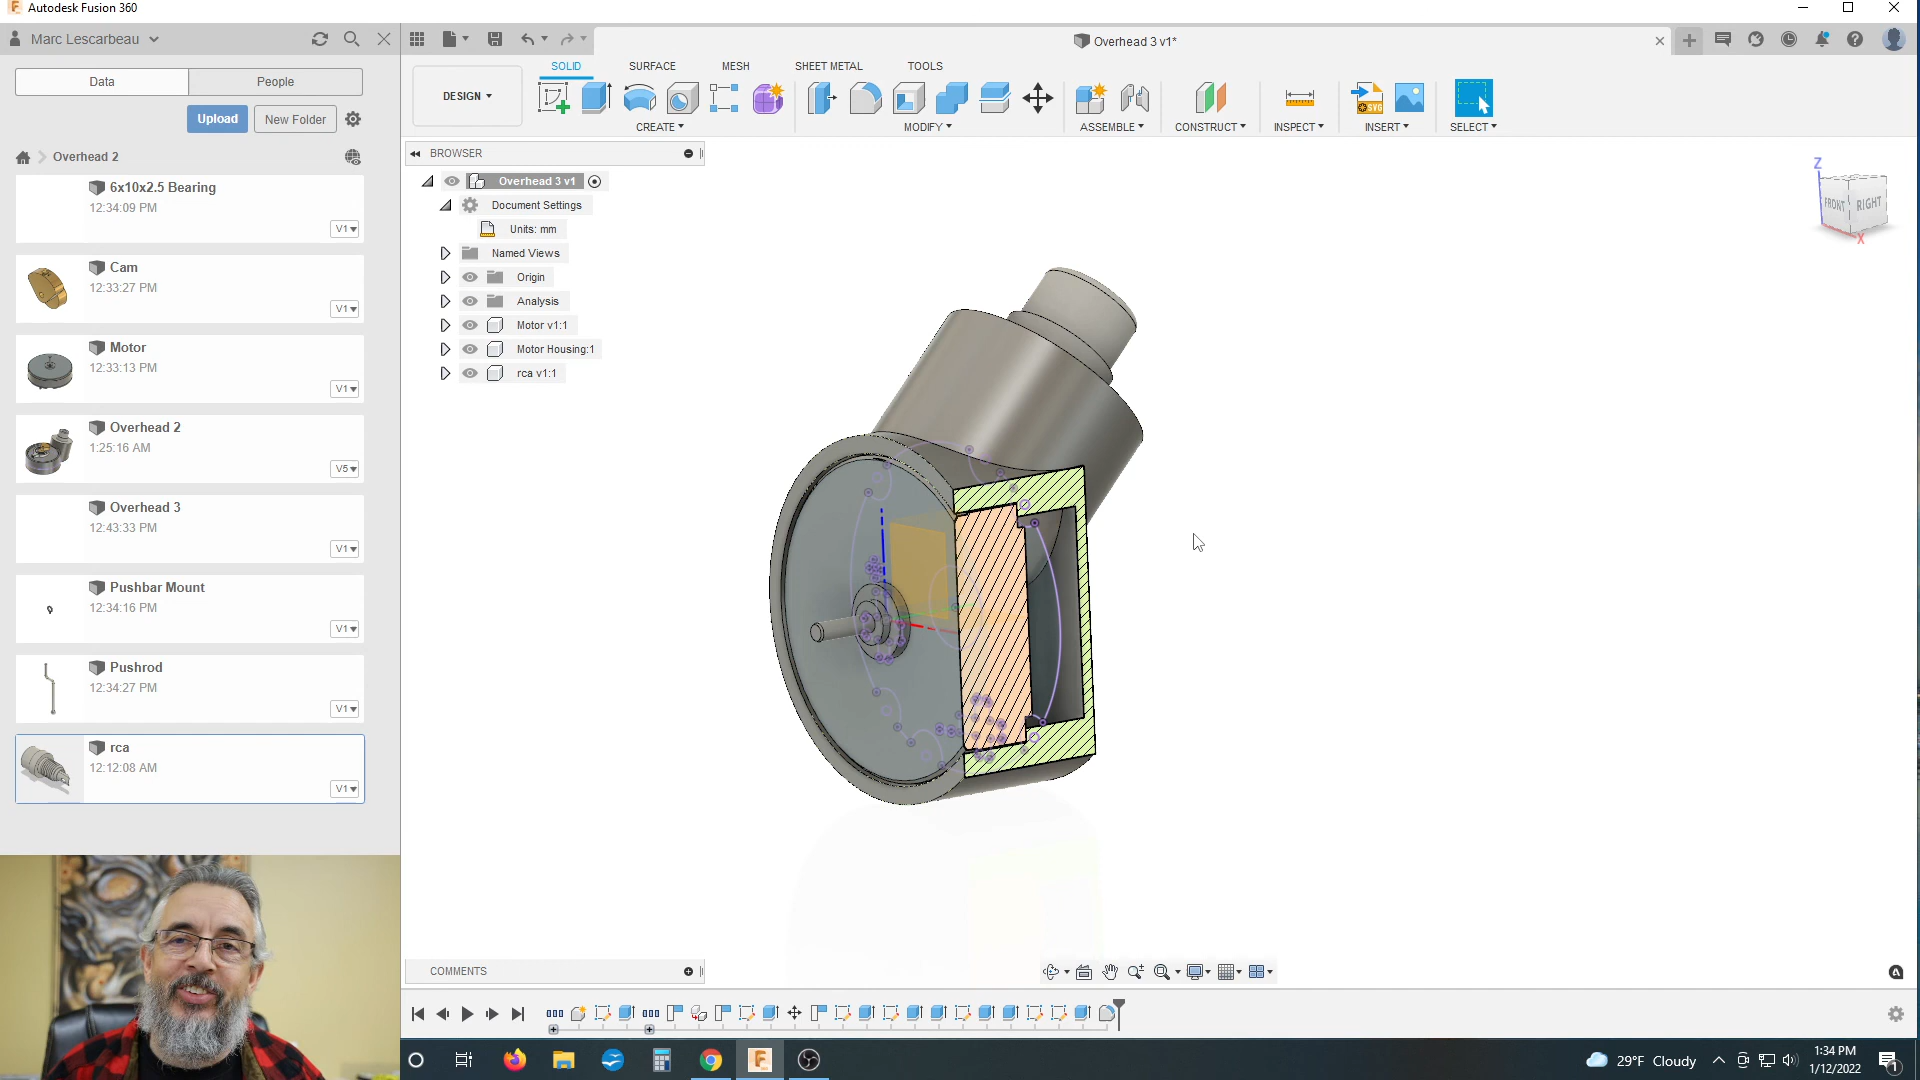 Autodesk Fusion 360
Marc Lescarbeau
Overhead 3 v1*
Data
People
Upload
New Folder
Overhead 2
6x10x2.5 Bearing
12:34:09 PM
V1
Cam
12:33:27 PM
V1
Motor
12:33:13 PM
V1
Overhead 2
1:25:16 AM
V5
Overhead 3
12:43:33 PM
V1
Pushbar Mount
12:34:16 PM
V1
Pushrod
12:34:27 PM
V1
rca
12:12:08 AM
V1
DESIGN
SOLID
SURFACE
MESH
SHEET METAL
TOOLS
SVG
CREATE
MODIFY
ASSEMBLE
CONSTRUCT
INSPECT
INSERT
SELECT
BROWSER
Overhead 3 v1
Document Settings
Units: mm
Named Views
Origin
Analysis
Motor v1:1
Motor Housing:1
rca v1:1
Z
FRONT
RIGHT
X
COMMENTS
29°F Cloudy
1:34 PM
1/12/2022
1